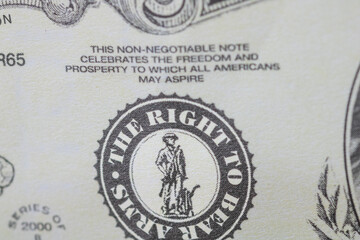 ON
THIS NON-NEGOTIABLE NOTE
CELEBRATES THE FREEDOM AND
R65
PROSPERITY TO WHICH ALL AMERICANS
MAY ASPIRE
THE RIGHT TO BEAR ARMS
SERIES OF
2000
B